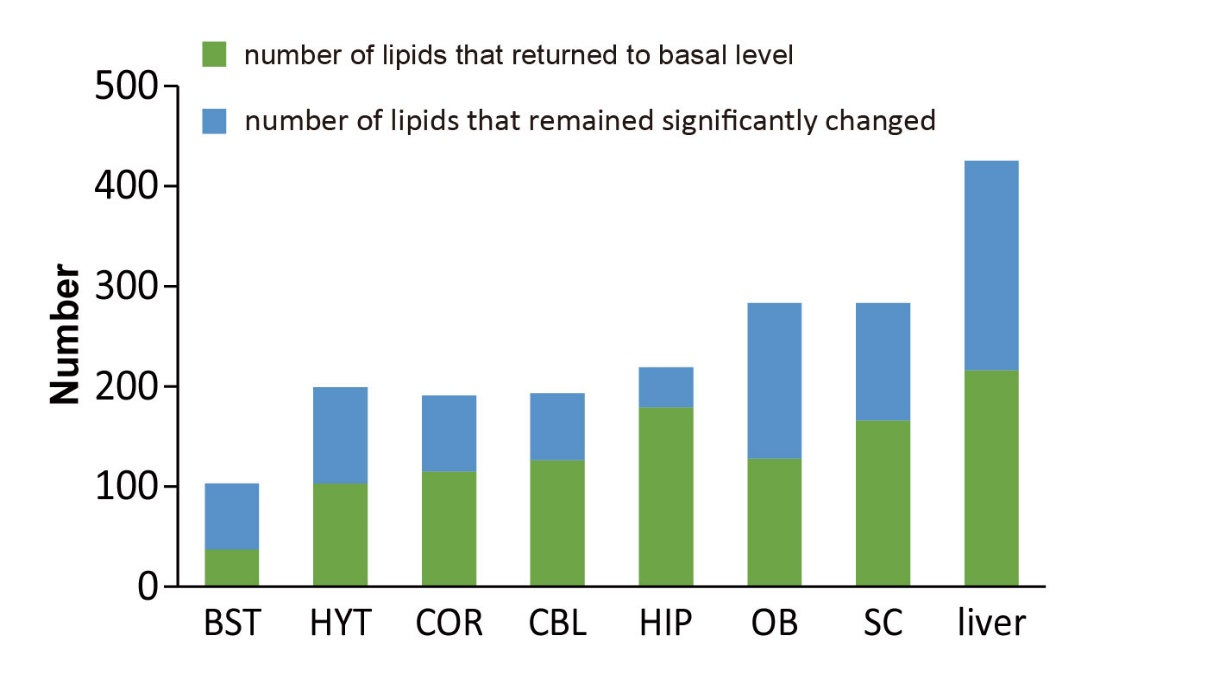 number of lipids that returned to basal level
number of lipids that remained significantly changed
Number
500
400
300
200
100
0
BST HYT COR CBL HIP OB SC liver